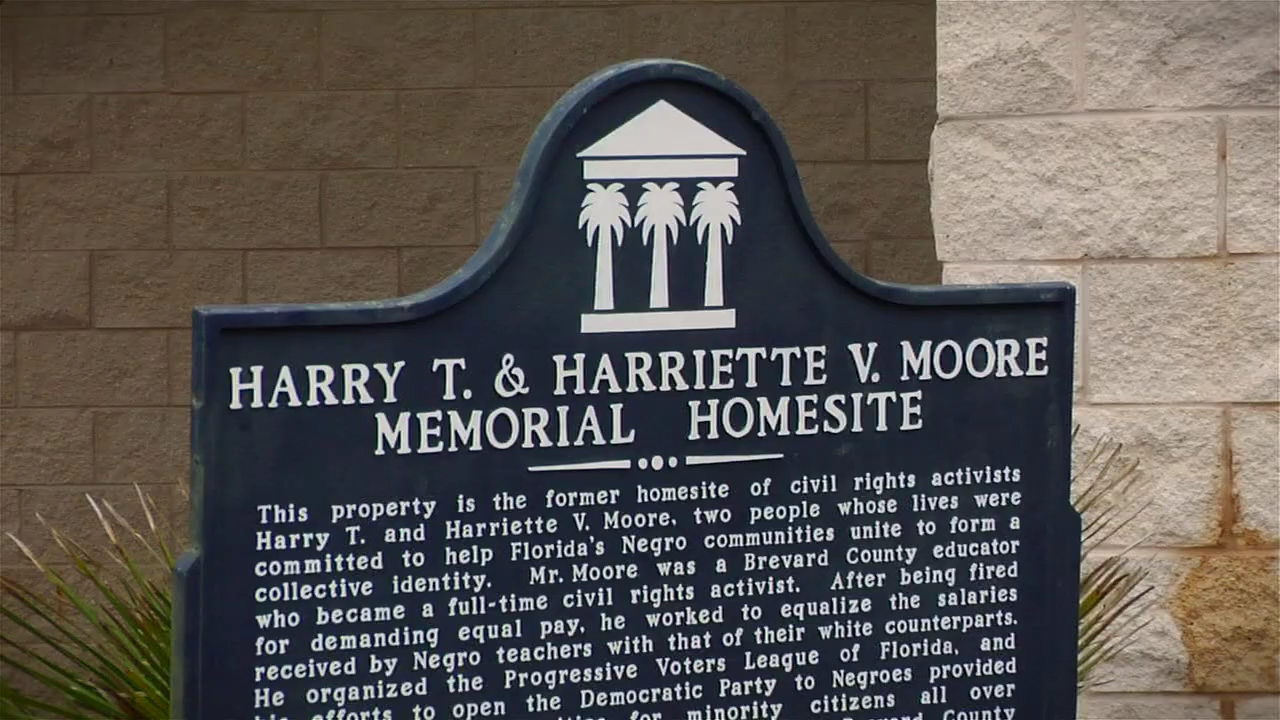 HARRY T. & HARRIETTE V. MOORE
MEMORIAL HOMESITE
This property is the former homesite of civil rights activists
Harry T. and Harriette V. Moore, two people whose lives were
committed to help Florida's Negro communities unite to form a
collective identity. Mr. Moore was a Brevard County educator
who became a full-time civil rights activist. After being fired
for demanding equal pay, he worked to equalize the salaries
received by Negro teachers with that of their white counterparts.
He organized the Progressive Voters League of Florida, and
his efforts to open the Democratic Party to Negroes provided
for minority citizens all over
Brevard County